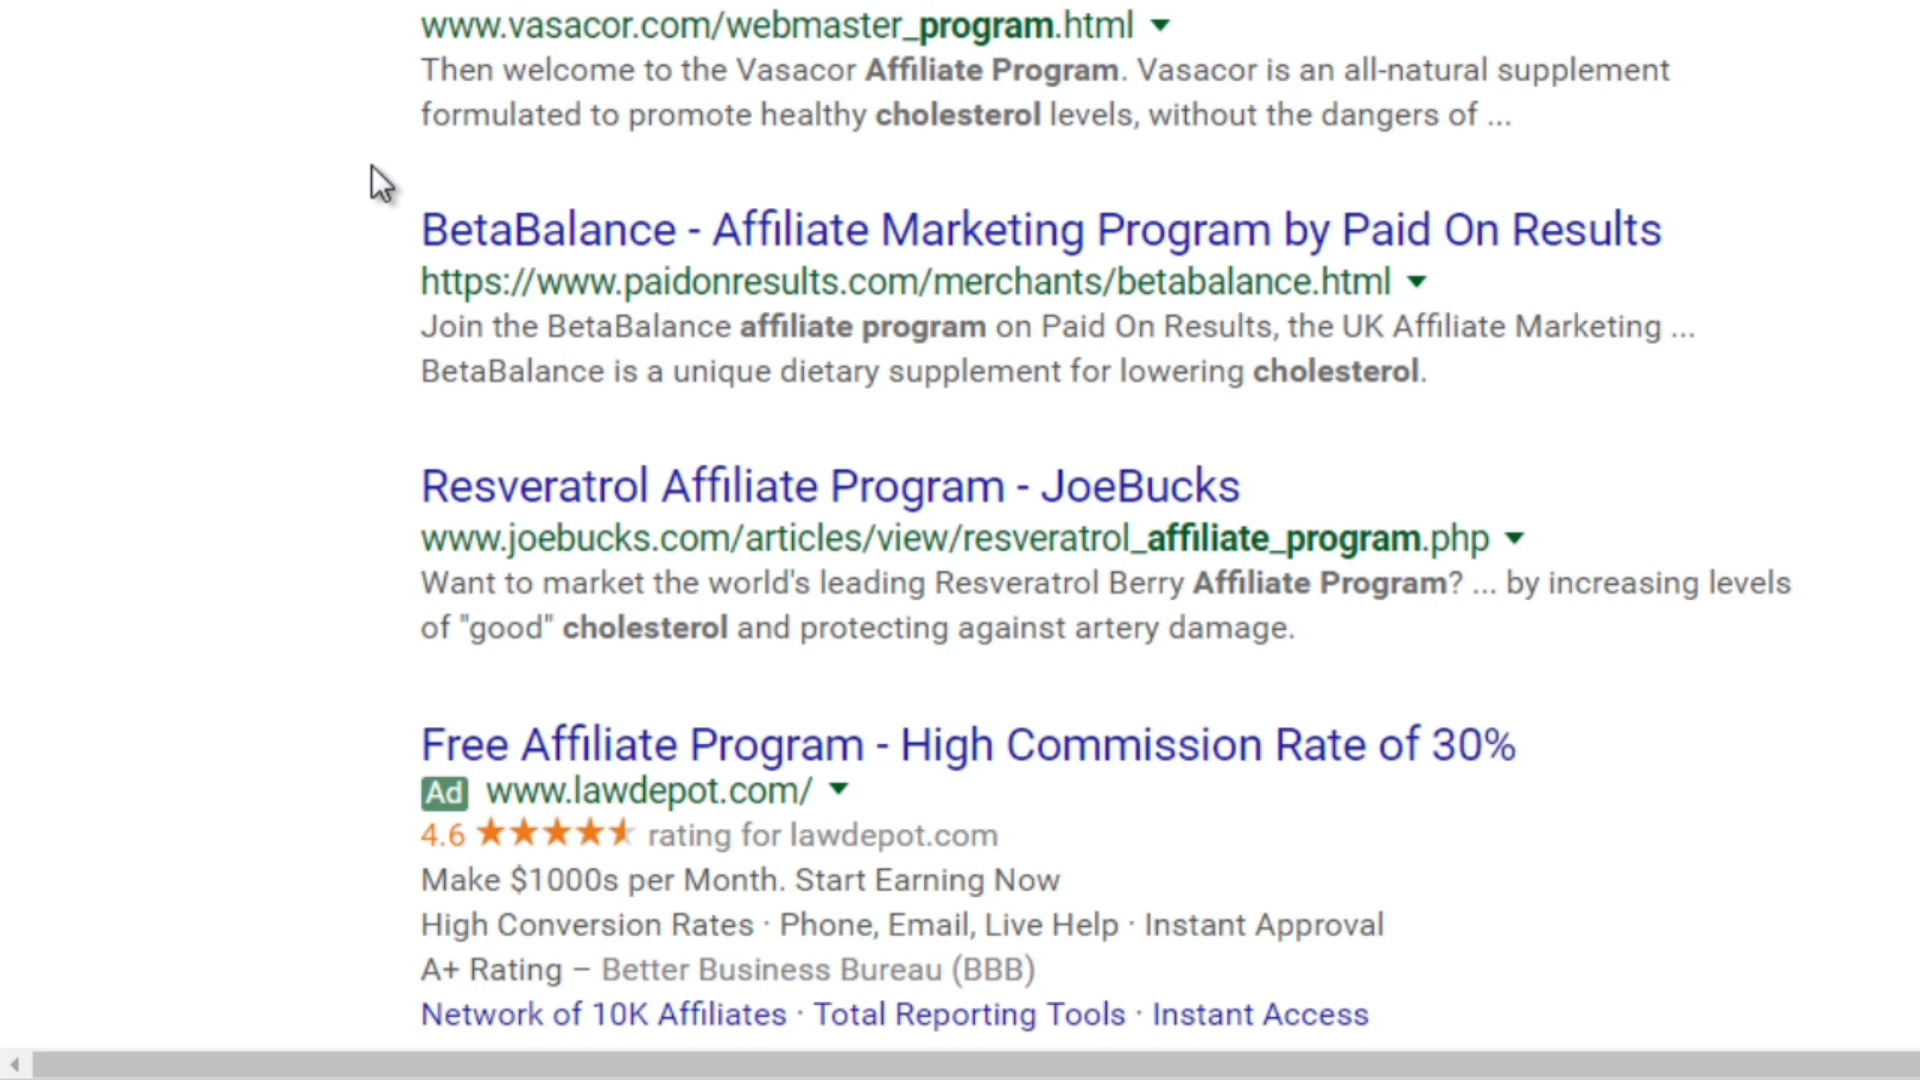 www.vasacor.com/webmaster_program.html
Then welcome to the Vasacor Affiliate Program. Vasacor is an all-natural supplement
formulated to promote healthy cholesterol levels, without the dangers of ...
BetaBalance - Affiliate Marketing Program by Paid On Results
https://www.paidonresults.com/merchants/betabalance.html
Join the BetaBalance affiliate program on Paid On Results, the UK Affiliate Marketing ...
BetaBalance is a unique dietary supplement for lowering cholesterol.
Resveratrol Affiliate Program - JoeBucks
www.joebucks.com/articles/view/resveratrol_affiliate_program.php
Want to market the world's leading Resveratrol Berry Affiliate Program? ... by increasing levels
of "good" cholesterol and protecting against artery damage.
Free Affiliate Program - High Commission Rate of 30%
Ad www.lawdepot.com/
4.6 rating for lawdepot.com
Make $1000s per Month. Start Earning Now
High Conversion Rates · Phone, Email, Live Help · Instant Approval
A+ Rating – Better Business Bureau (BBB)
Network of 10K Affiliates · Total Reporting Tools · Instant Access